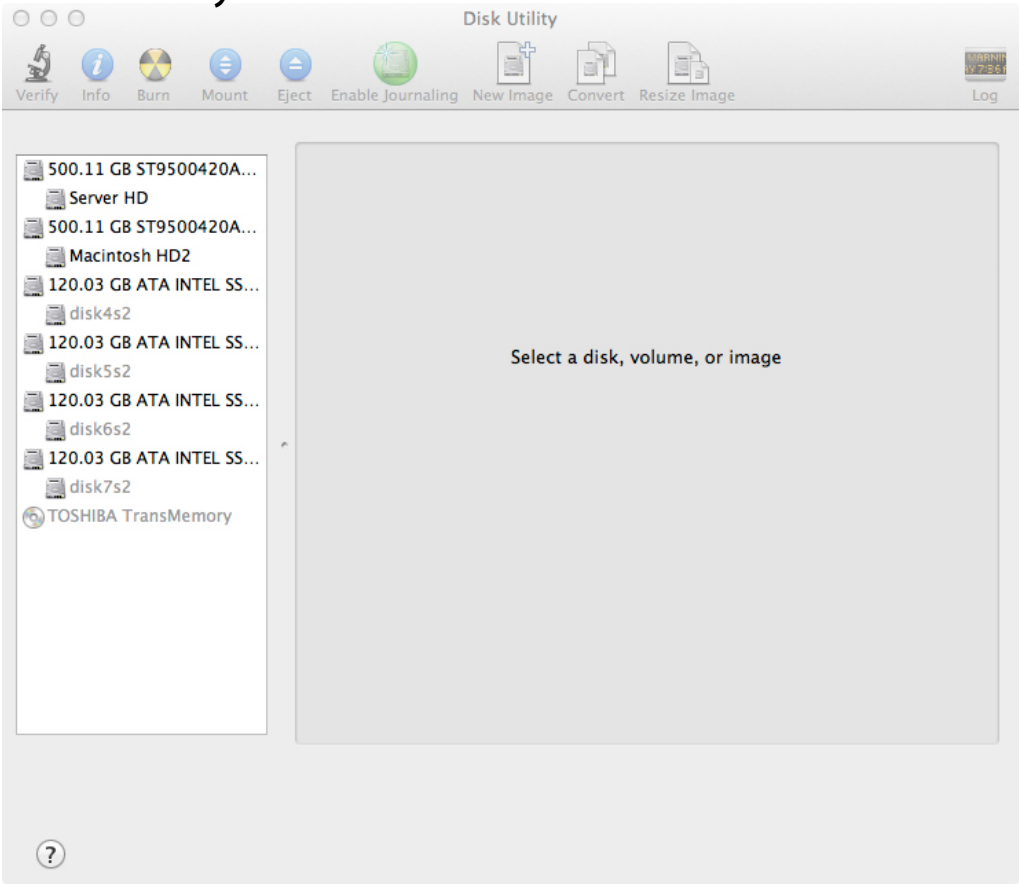 Disk Utility
Verify Info Burn Mount Eject Enable Journaling New Image Convert Resize Image Log
500.11 GB ST9500420A...
Server HD
500.11 GB ST9500420A...
Macintosh HD2
120.03 GB ATA INTEL SS...
disk4s2
120.03 GB ATA INTEL SS...
disk5s2
120.03 GB ATA INTEL SS...
disk6s2
120.03 GB ATA INTEL SS...
disk7s2
TOSHIBA TransMemory
Select a disk, volume, or image
?